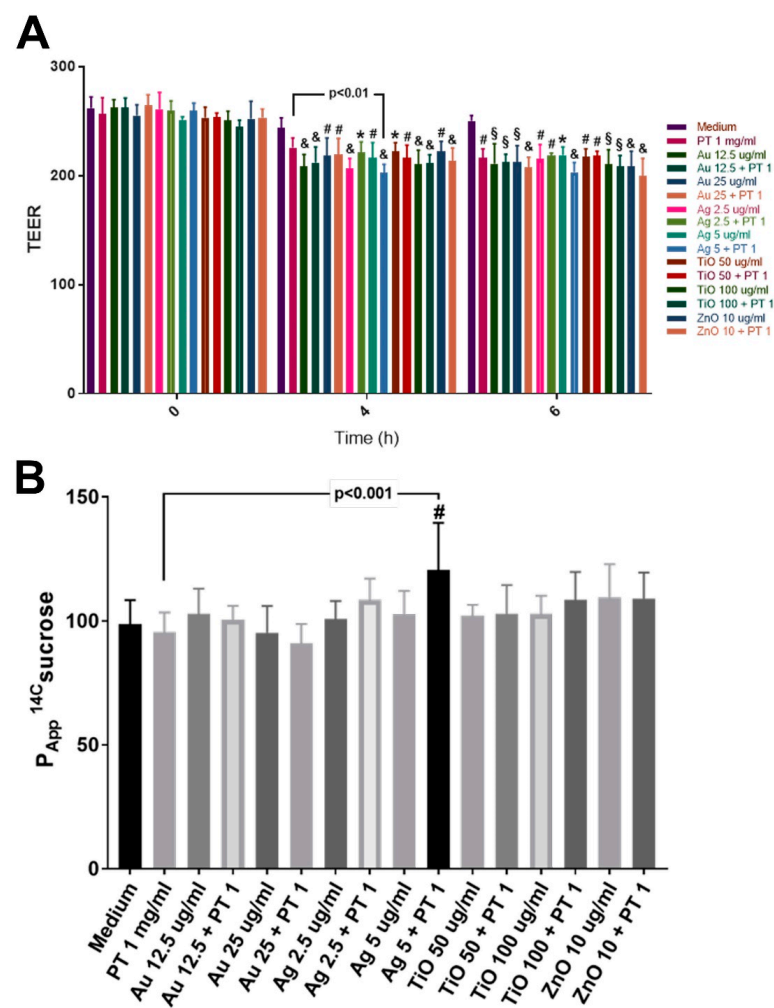 A
300
200
100
0
TEER
p<0.01
& & # # & * # & * # & & # &
# § § § & # # * & # # § § & &
0 4 6
Time (h)
Medium
PT 1 mg/ml
Au 12.5 ug/ml
Au 12.5 + PT 1
Au 25 ug/ml
Au 25 + PT 1
Ag 2.5 ug/ml
Ag 2.5 + PT 1
Ag 5 ug/ml
Ag 5 + PT 1
TiO 50 ug/ml
TiO 50 + PT 1
TiO 100 ug/ml
TiO 100 + PT 1
ZnO 10 ug/ml
ZnO 10 + PT 1
B
150
100
50
0
PApp 14C sucrose
p<0.001
#
Medium
PT 1 mg/ml
Au 12.5 ug/ml
Au 12.5 + PT 1
Au 25 ug/ml
Au 25 + PT 1
Ag 2.5 ug/ml
Ag 2.5 + PT 1
Ag 5 ug/ml
Ag 5 + PT 1
TiO 50 ug/ml
TiO 50 + PT 1
TiO 100 ug/ml
TiO 100 + PT 1
ZnO 10 ug/ml
ZnO 10 + PT 1